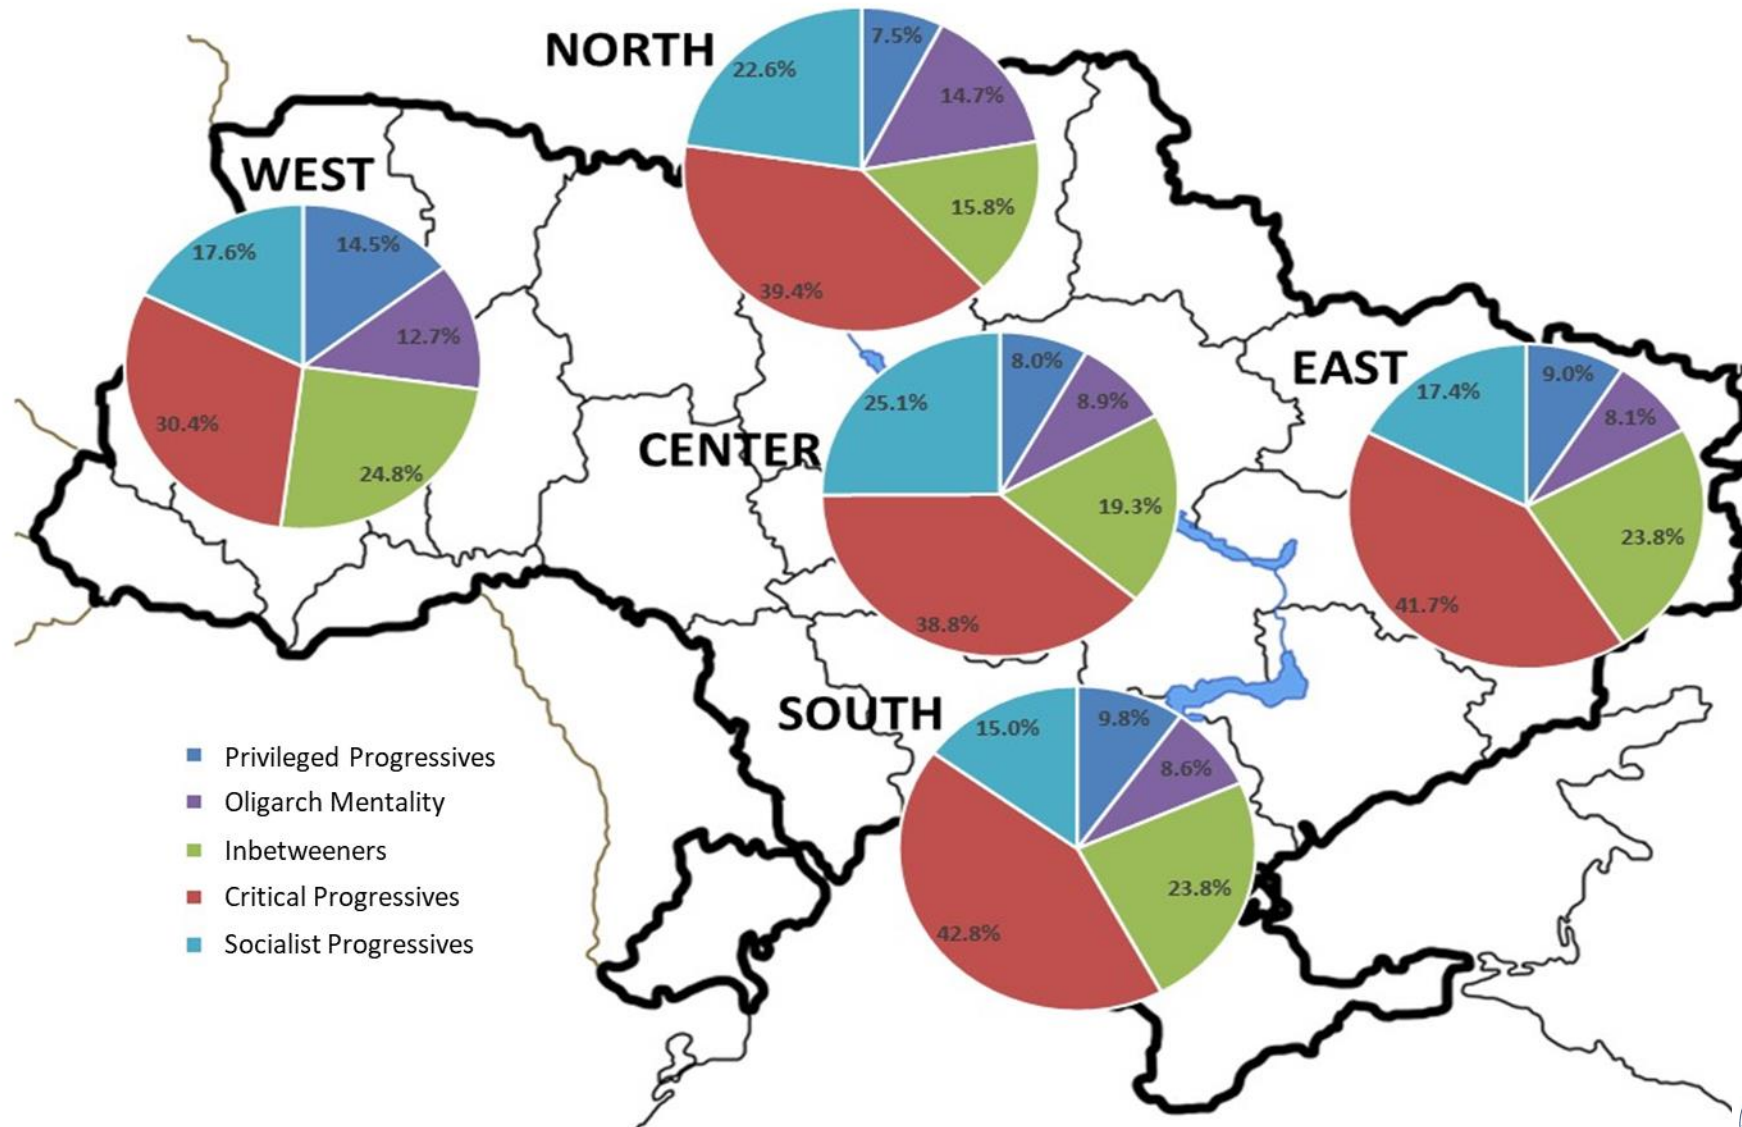 NORTH
7.5%
14.7%
15.8%
39.4%
22.6%
WEST
14.5%
12.7%
24.8%
30.4%
17.6%
CENTER
8.0%
8.9%
19.3%
38.8%
25.1%
EAST
9.0%
8.1%
23.8%
41.7%
17.4%
SOUTH
9.8%
8.6%
23.8%
42.8%
15.0%
Privileged Progressives
Oligarch Mentality
Inbetweeners
Critical Progressives
Socialist Progressives